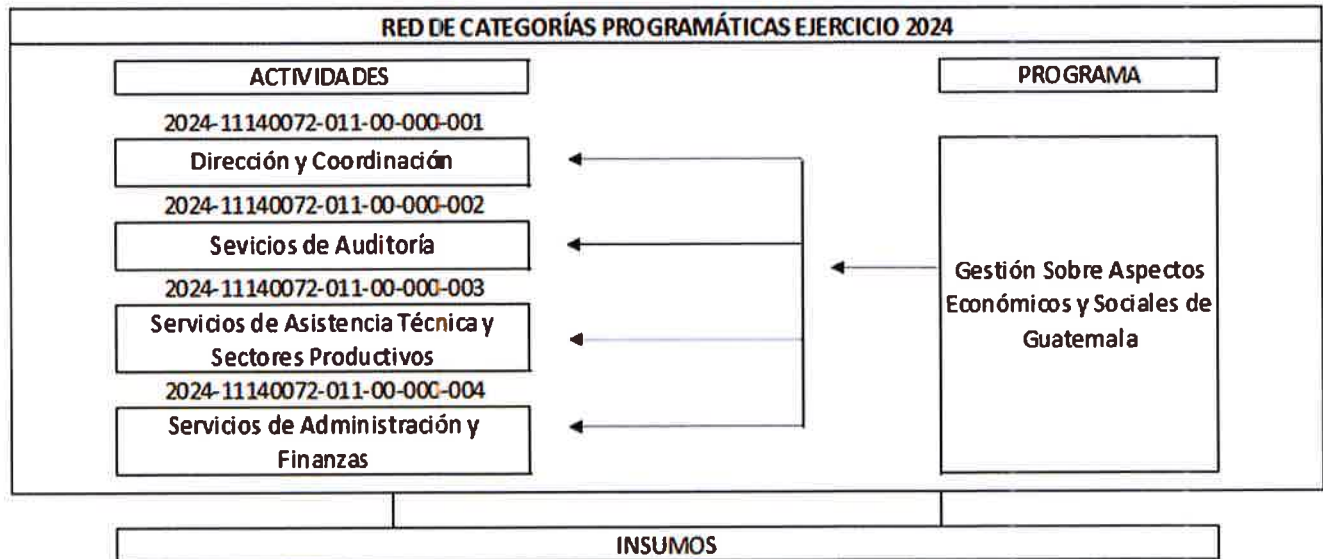 RED DE CATEGORÍAS PROGRAMÁTICAS EJERCICIO 2024
ACTIVIDADES
PROGRAMA
2024-11140072-011-00-000-001
Dirección y Coordinación
2024-11140072-011-00-000-002
Sevicios de Auditoría
2024-11140072-011-00-000-003
Servicios de Asistencia Técnica y
Sectores Productivos
2024-11140072-011-00-000-004
Servicios de Administración y
Finanzas
Gestión Sobre Aspectos
Económicos y Sociales de
Guatemala
INSUMOS